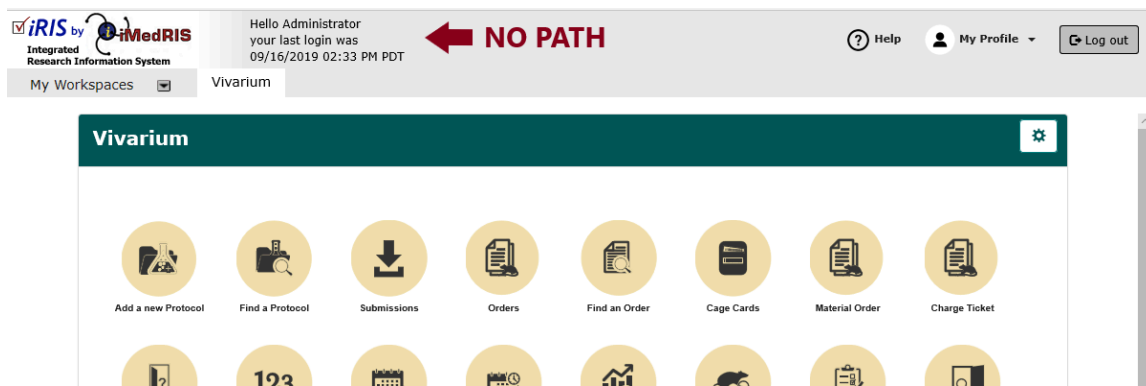 iRIS by iMedRIS
Integrated
Research Information System
Hello Administrator
your last login was
09/16/2019 02:33 PM PDT
NO PATH
? Help
My Profile
Log out
My Workspaces
Vivarium
Vivarium
Add a new Protocol
Find a Protocol
Submissions
Orders
Find an Order
Cage Cards
Material Order
Charge Ticket
?
123